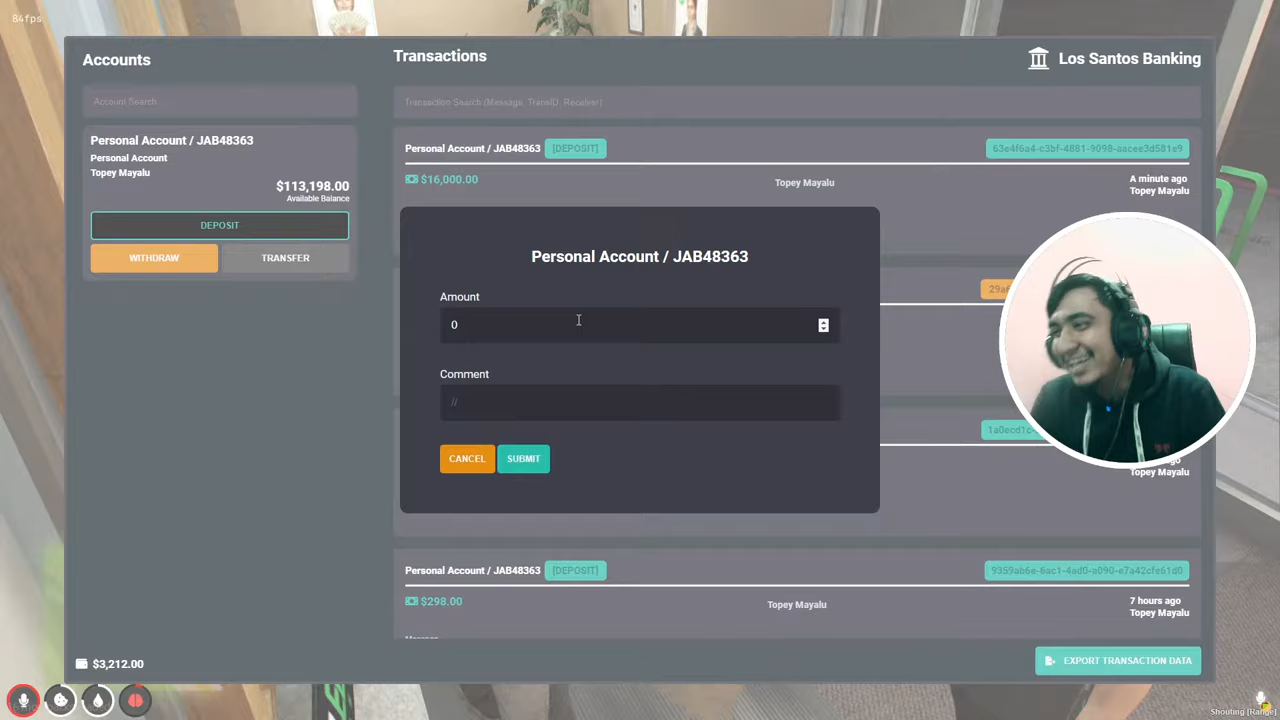 84fps
Accounts
Transactions
Los Santos Banking
Account Search
Transaction Search (Message, TransID, Receiver)
Personal Account / JAB48363
Personal Account
Topey Mayalu
$113,198.00
Available Balance
DEPOSIT
WITHDRAW
TRANSFER
Personal Account / JAB48363 [DEPOSIT]
63e4f6a4-c3bf-4881-9098-aacee3d581e9
$16,000.00
Topey Mayalu
A minute ago
Topey Mayalu
Personal Account / JAB48363
Amount
0
Comment
//
CANCEL
SUBMIT
Topey Mayalu
Personal Account / JAB48363 [DEPOSIT]
9359ab6e-6ac1-4ad0-a090-e7a42cfe61d0
$298.00
Topey Mayalu
7 hours ago
Topey Mayalu
$3,212.00
EXPORT TRANSACTION DATA
Shouting [Range]